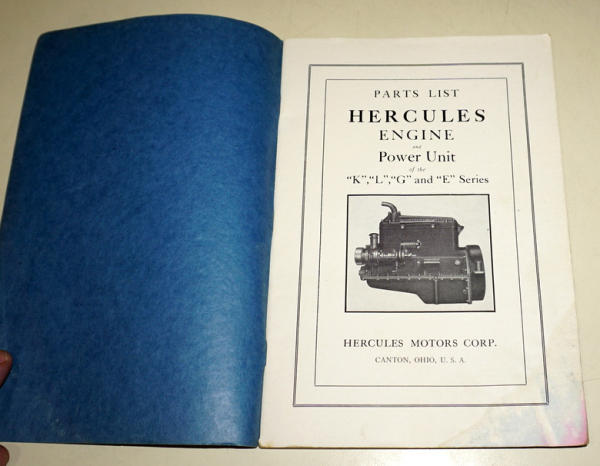 PARTS LIST
HERCULES
ENGINE
and
Power Unit
of the
“K”, “L”, “G” and “E” Series
HERCULES MOTORS CORP.
CANTON, OHIO, U. S. A.